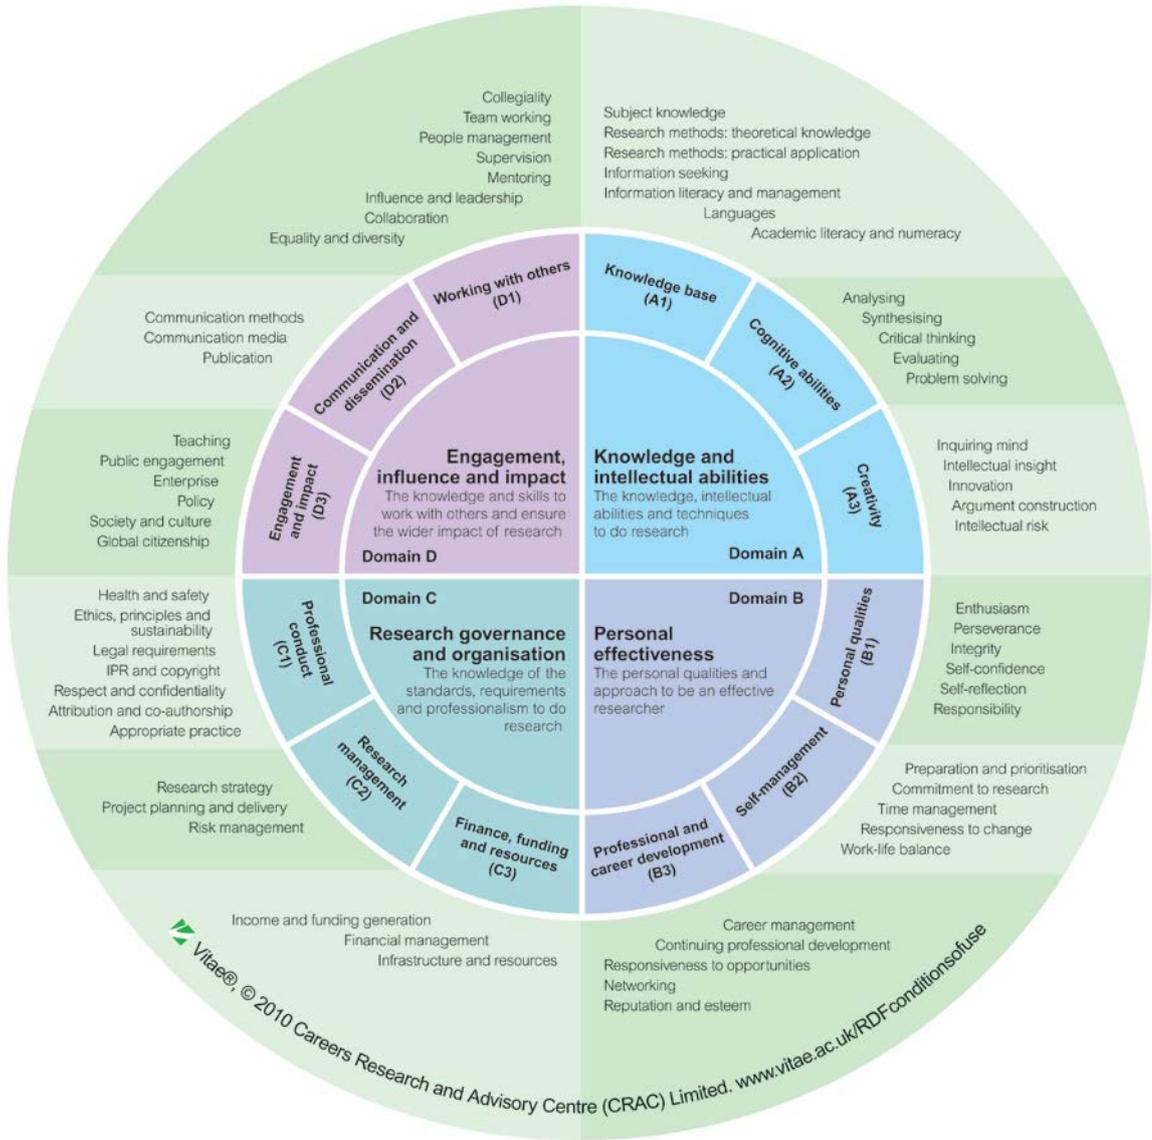 Collegiality
Team working
People management
Supervision
Mentoring
Influence and leadership
Collaboration
Equality and diversity
Subject knowledge
Research methods: theoretical knowledge
Research methods: practical application
Information seeking
Information literacy and management
Languages
Academic literacy and numeracy
Working with others
(D1)
Knowledge base
(A1)
Communication methods
Communication media
Publication
Communication and
dissemination
(D2)
Cognitive abilities
(A2)
Analysing
Synthesising
Critical thinking
Evaluating
Problem solving
Teaching
Public engagement
Enterprise
Policy
Society and culture
Global citizenship
Engagement
and impact
(D3)
Engagement,
influence and impact
The knowledge and skills to
work with others and ensure
the wider impact of research
Domain D
Knowledge and
intellectual abilities
The knowledge, intellectual
abilities and techniques
to do research
Domain A
Creativity
(A3)
Inquiring mind
Intellectual insight
Innovation
Argument construction
Intellectual risk
Health and safety
Ethics, principles and
sustainability
Legal requirements
IPR and copyright
Respect and confidentiality
Attribution and co-authorship
Appropriate practice
Professional
conduct
(C1)
Domain C
Research governance
and organisation
The knowledge of the
standards, requirements
and professionalism to do
research
Domain B
Personal
effectiveness
The personal qualities and
approach to be an effective
researcher
Personal qualities
(B1)
Enthusiasm
Perseverance
Integrity
Self-confidence
Self-reflection
Responsibility
Research strategy
Project planning and delivery
Risk management
Research
management
(C2)
Self-management
(B2)
Preparation and prioritisation
Commitment to research
Time management
Responsiveness to change
Work-life balance
Finance, funding
and resources
(C3)
Professional and
career development
(B3)
Income and funding generation
Financial management
Infrastructure and resources
Career management
Continuing professional development
Responsiveness to opportunities
Networking
Reputation and esteem
Vitae®, © 2010 Careers Research and Advisory Centre (CRAC) Limited. www.vitae.ac.uk/RDFconditionsofuse